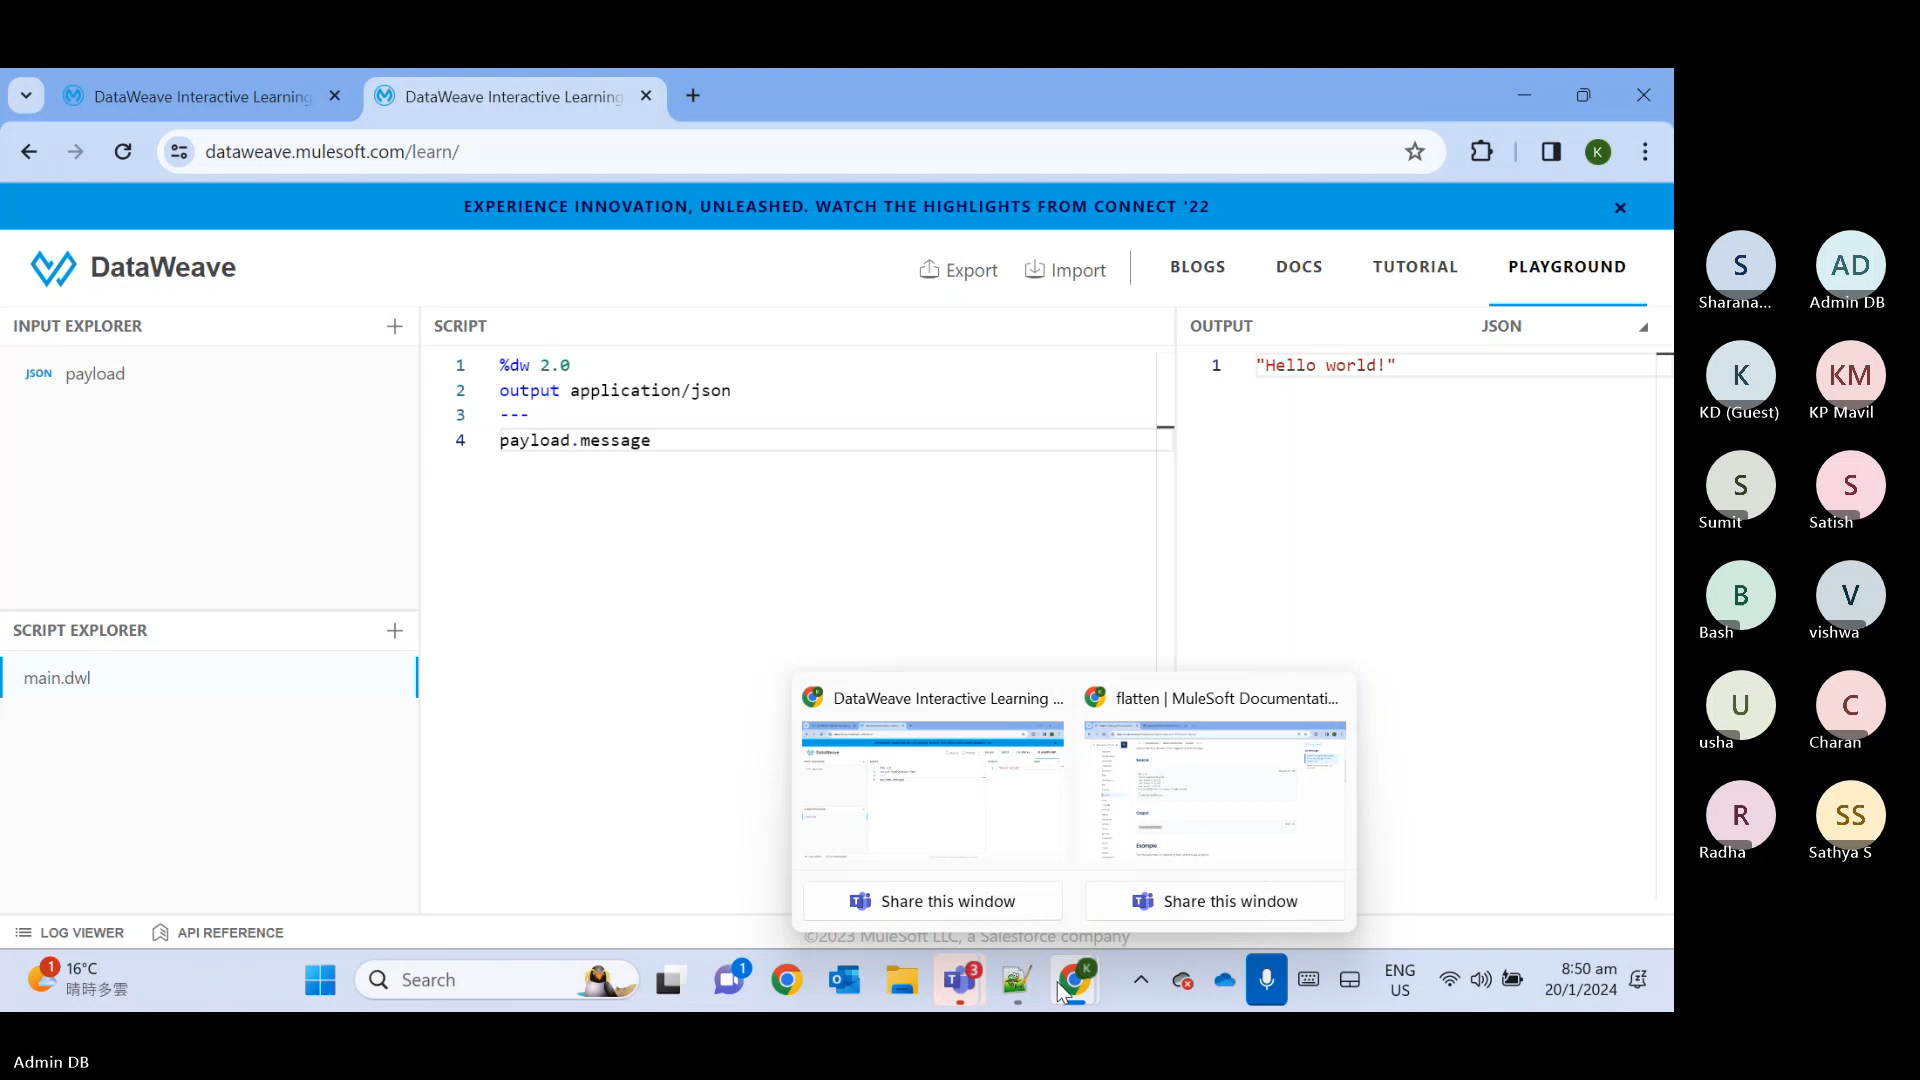 DataWeave Interactive Learning
DataWeave Interactive Learning
dataweave.mulesoft.com/learn/
K
EXPERIENCE INNOVATION, UNLEASHED. WATCH THE HIGHLIGHTS FROM CONNECT '22
DataWeave
Export
Import
BLOGS
DOCS
TUTORIAL
PLAYGROUND
INPUT EXPLORER
JSON payload
SCRIPT EXPLORER
main.dwl
SCRIPT
1 %dw 2.0
2 output application/json
3 ---
4 payload.message
OUTPUT
JSON
1 "Hello world!"
DataWeave Interactive Learning ...
flatten | MuleSoft Documentati...
Share this window
Share this window
LOG VIEWER
API REFERENCE
©2023 MuleSoft LLC, a Salesforce company
1
16°C
晴時多雲
Search
1
3
K
ENG
US
8:50 am
20/1/2024
S
Sharana...
AD
Admin DB
K
KD (Guest)
KM
KP Mavil
S
Sumit
S
Satish
B
Bash
V
vishwa
U
usha
C
Charan
R
Radha
SS
Sathya S
Admin DB